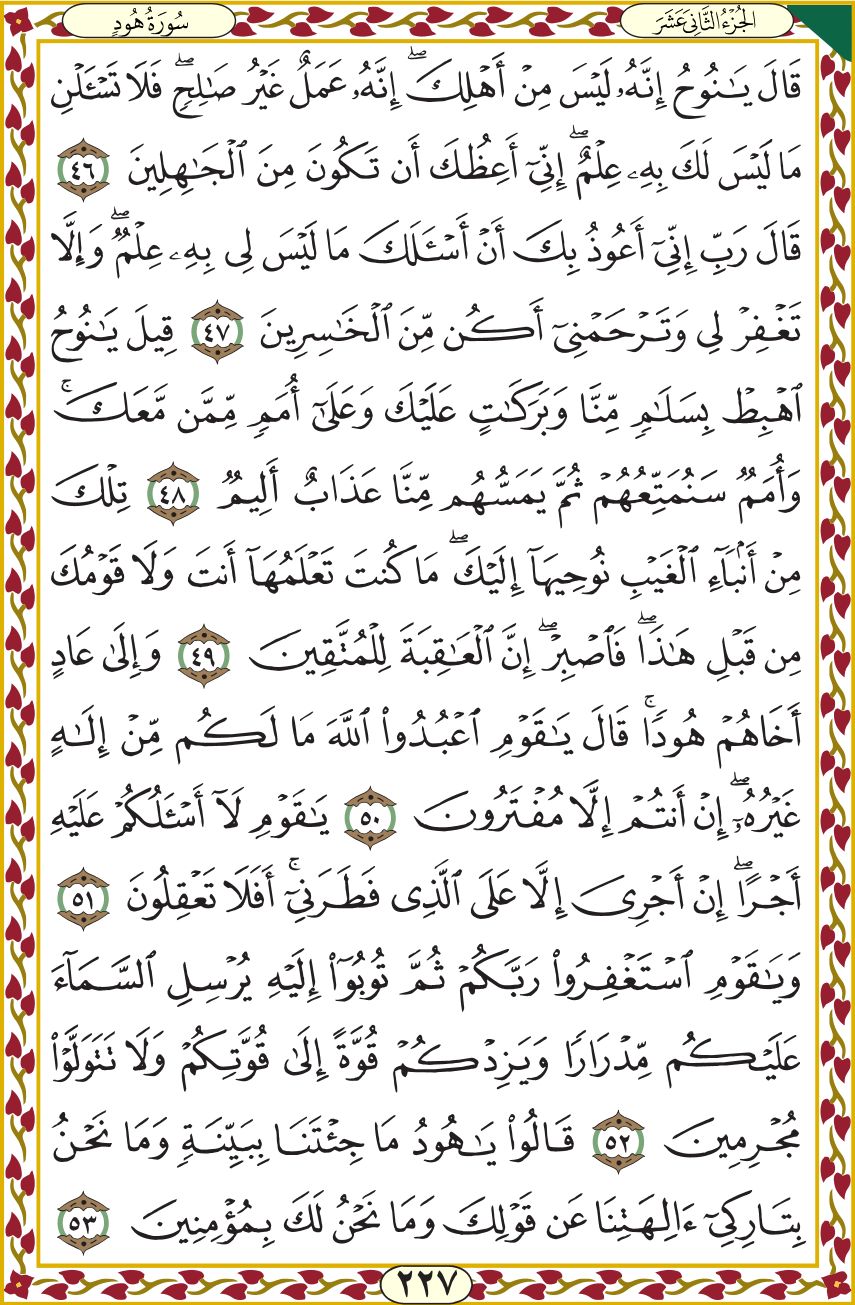 الجزء الثاني عشر
سورة هود
قَالَ يَٰنُوحُ إِنَّهُۥ لَيْسَ مِنْ أَهْلِكَۖ إِنَّهُۥ عَمَلٌ غَيْرُ صَٰلِحٖۖ فَلَا تَسْـَٔلْنِ
مَا لَيْسَ لَكَ بِهِۦ عِلْمٌۖ إِنِّيٓ أَعِظُكَ أَن تَكُونَ مِنَ ٱلْجَٰهِلِينَ ٤٦
قَالَ رَبِّ إِنِّيٓ أَعُوذُ بِكَ أَنْ أَسْـَٔلَكَ مَا لَيْسَ لِي بِهِۦ عِلْمٞۖ وَإِلَّا
تَغْفِرْ لِي وَتَرْحَمْنِيٓ أَكُن مِّنَ ٱلْخَٰسِرِينَ ٤٧ قِيلَ يَٰنُوحُ
ٱهْبِطْ بِسَلَٰمٖ مِّنَّا وَبَرَكَٰتٍ عَلَيْكَ وَعَلَىٰٓ أُمَمٖ مِّمَّن مَّعَكَۚ
وَأُمَمٞ سَنُمَتِّعُهُمْ ثُمَّ يَمَسُّهُم مِّنَّا عَذَابٌ أَلِيمٞ ٤٨ تِلْكَ
مِنْ أَنۢبَآءِ ٱلْغَيْبِ نُوحِيهَآ إِلَيْكَۖ مَا كُنتَ تَعْلَمُهَآ أَنتَ وَلَا قَوْمُكَ
مِن قَبْلِ هَٰذَاۖ فَٱصْبِرْۖ إِنَّ ٱلْعَٰقِبَةَ لِلْمُتَّقِينَ ٤٩ وَإِلَىٰ عَادٍ
أَخَاهُمْ هُودٗاۚ قَالَ يَٰقَوْمِ ٱعْبُدُوا۟ ٱللَّهَ مَا لَكُم مِّنْ إِلَٰهٍ
غَيْرُهُۥٓۖ إِنْ أَنتُمْ إِلَّا مُفْتَرُونَ ٥٠ يَٰقَوْمِ لَآ أَسْـَٔلُكُمْ عَلَيْهِ
أَجْرًاۖ إِنْ أَجْرِيَ إِلَّا عَلَى ٱلَّذِي فَطَرَنِيٓۚ أَفَلَا تَعْقِلُونَ ٥١
وَيَٰقَوْمِ ٱسْتَغْفِرُوا۟ رَبَّكُمْ ثُمَّ تُوبُوٓا۟ إِلَيْهِ يُرْسِلِ ٱلسَّمَآءَ
عَلَيْكُم مِّدْرَارٗا وَيَزِدْكُمْ قُوَّةً إِلَىٰ قُوَّتِكُمْ وَلَا تَتَوَلَّوْا۟
مُجْرِمِينَ ٥٢ قَالُوا۟ يَٰهُودُ مَا جِئْتَنَا بِبَيِّنَةٖ وَمَا نَحْنُ
بِتَارِكِيٓ ءَالِهَتِنَا عَن قَوْلِكَ وَمَا نَحْنُ لَكَ بِمُؤْمِنِينَ ٥٣
٢٢٧